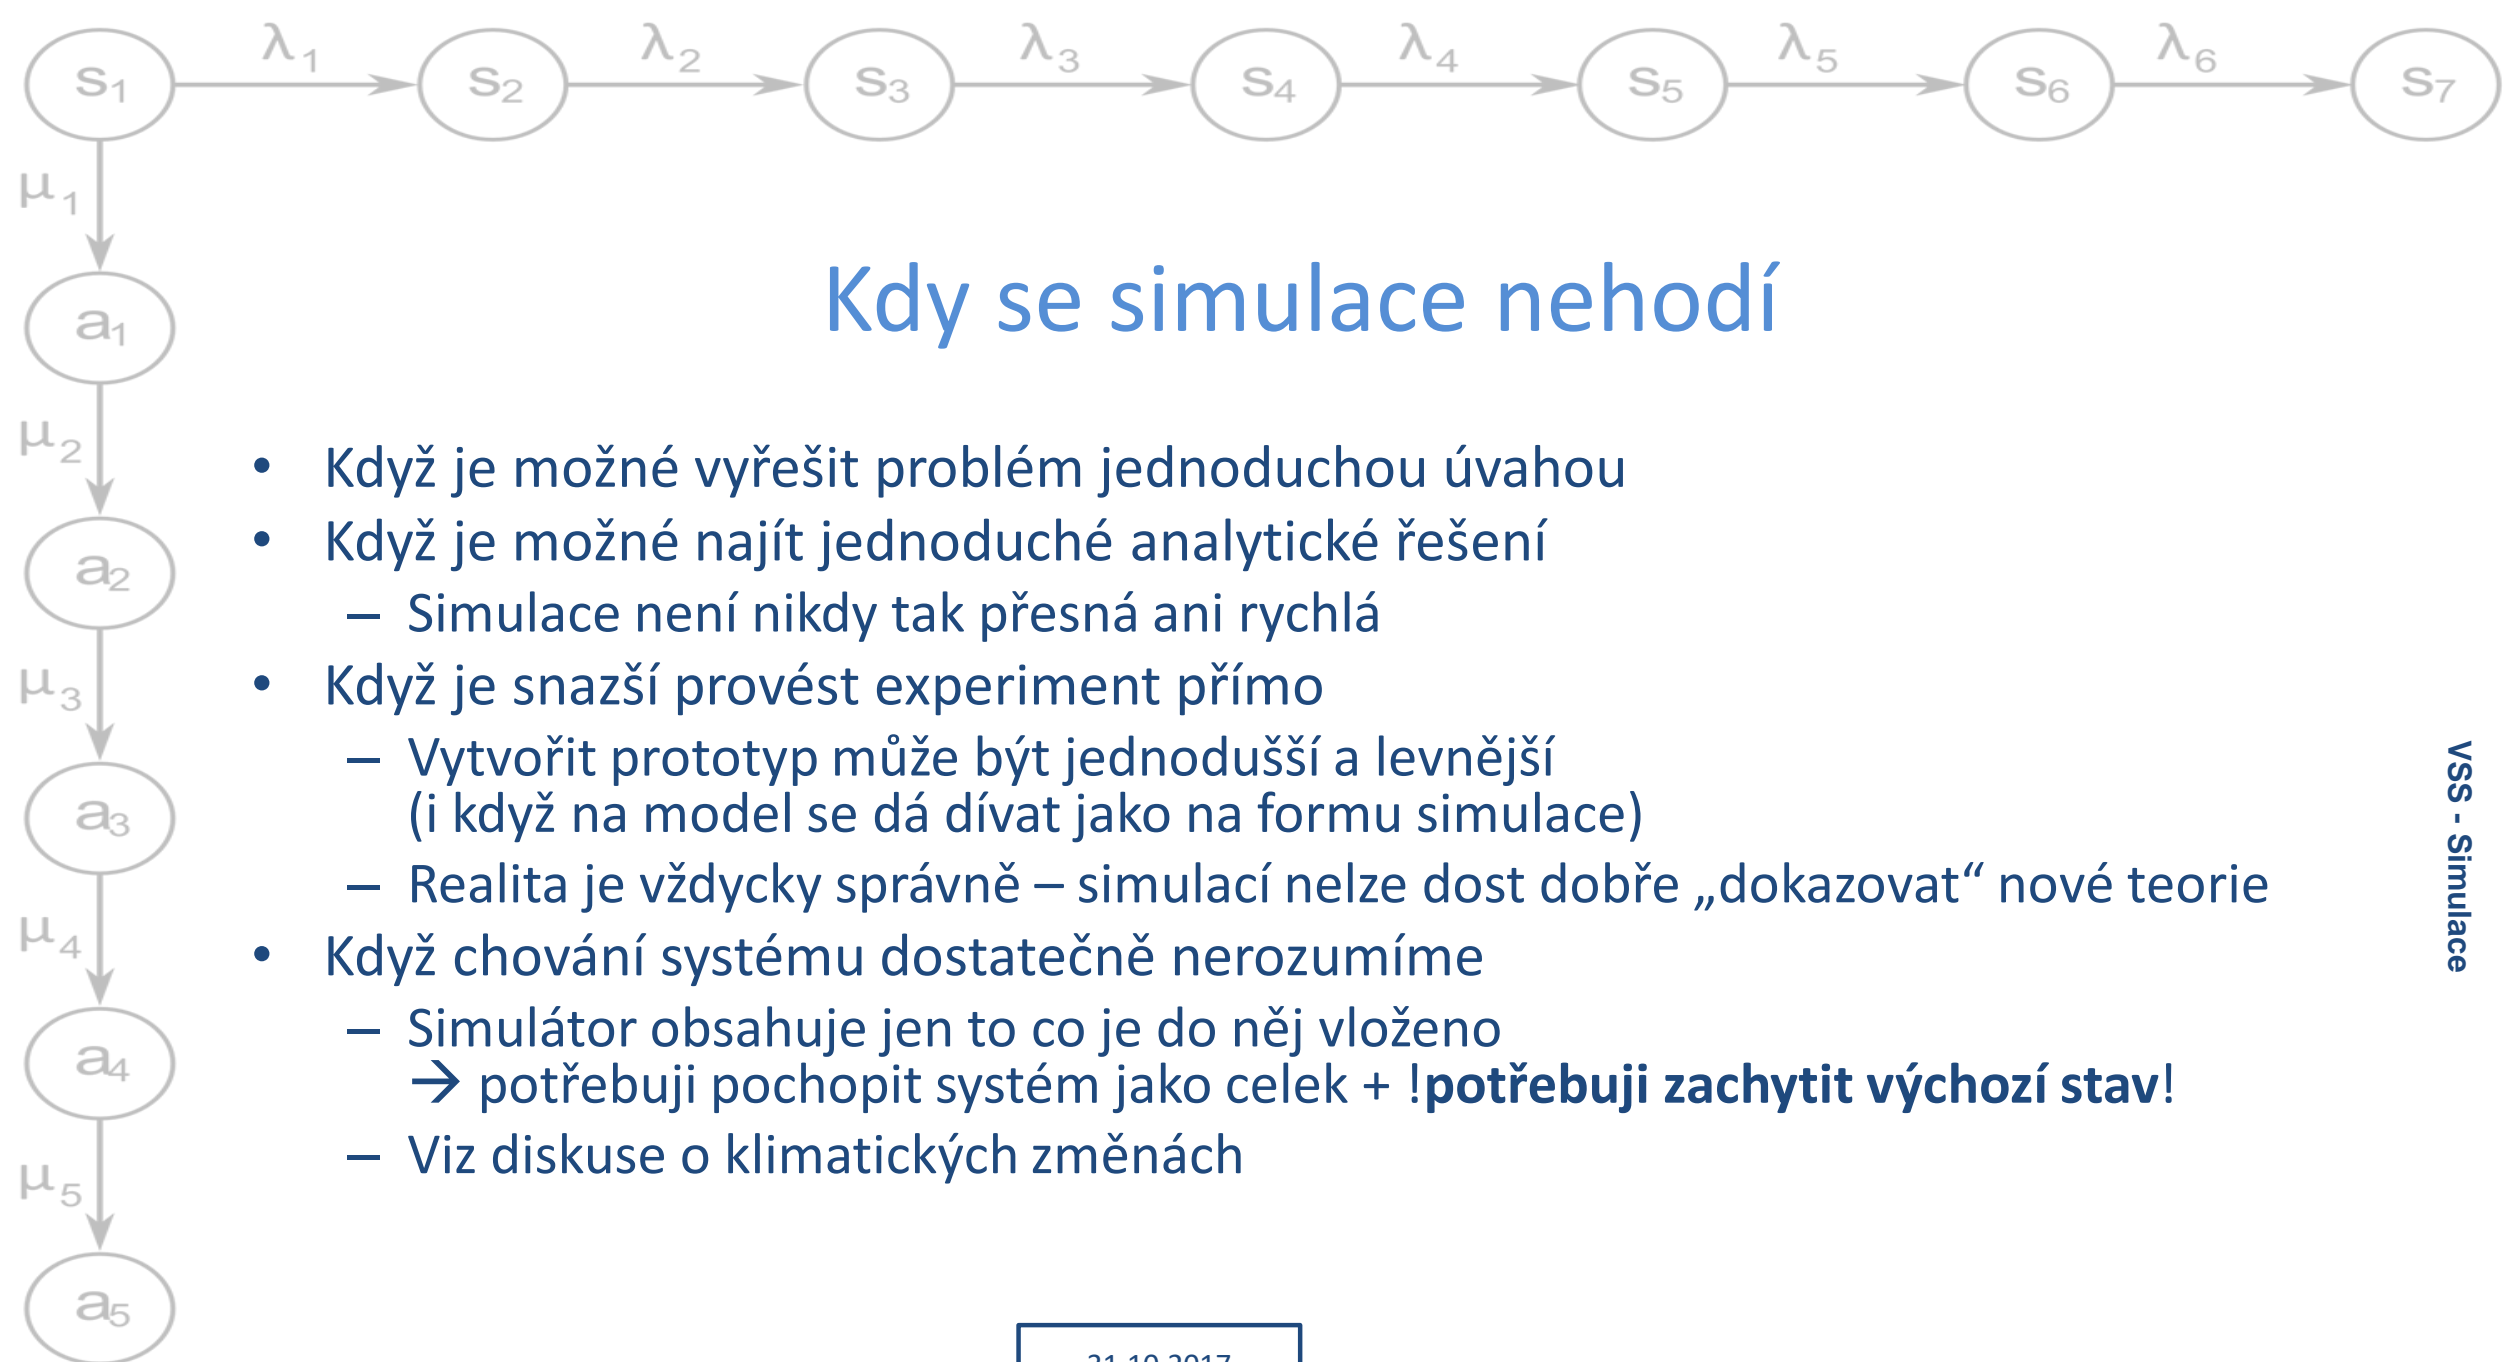 s1 λ1 s2 λ2 s3 λ3 s4 λ4 s5 λ5 s6 λ6 s7
μ1
a1
μ2
a2
μ3
a3
μ4
a4
μ5
a5
Kdy se simulace nehodí
• Když je možné vyřešit problém jednoduchou úvahou
• Když je možné najít jednoduché analytické řešení
– Simulace není nikdy tak přesná ani rychlá
• Když je snazší provést experiment přímo
– Vytvořit prototyp může být jednodušší a levnější
(i když na model se dá dívat jako na formu simulace)
– Realita je vždycky správně – simulací nelze dost dobře „dokazovat“ nové teorie
• Když chování systému dostatečně nerozumíme
– Simulátor obsahuje jen to co je do něj vloženo
→ potřebuji pochopit systém jako celek + !potřebuji zachytit výchozí stav!
– Viz diskuse o klimatických změnách
VSS - Simulace
31.10.2017